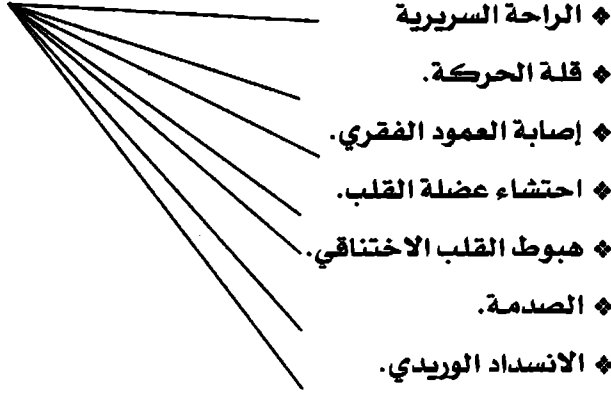 ❖ الراحة السريرية
❖ قلة الحركة.
❖ إصابة العمود الفقري.
❖ احتشاء عضلة القلب.
❖ هبوط القلب الاختناقي.
❖ الصدمة.
❖ الانسداد الوريدي.